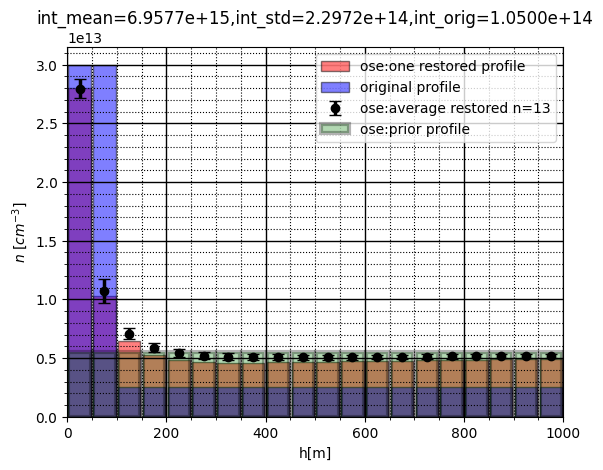 int_mean=6.9577e+15,int_std=2.2972e+14,int_orig=1.0500e+14
1e13
3.0
2.5
2.0
1.5
1.0
0.5
0.0
n [cm⁻³]
ose:one restored profile
original profile
ose:average restored n=13
ose:prior profile
0 200 400 600 800 1000
h[m]